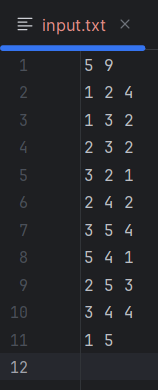 input.txt
1 5 9
2 1 2 4
3 1 3 2
4 2 3 2
5 3 2 1
6 2 4 2
7 3 5 4
8 5 4 1
9 2 5 3
10 3 4 4
11 1 5
12